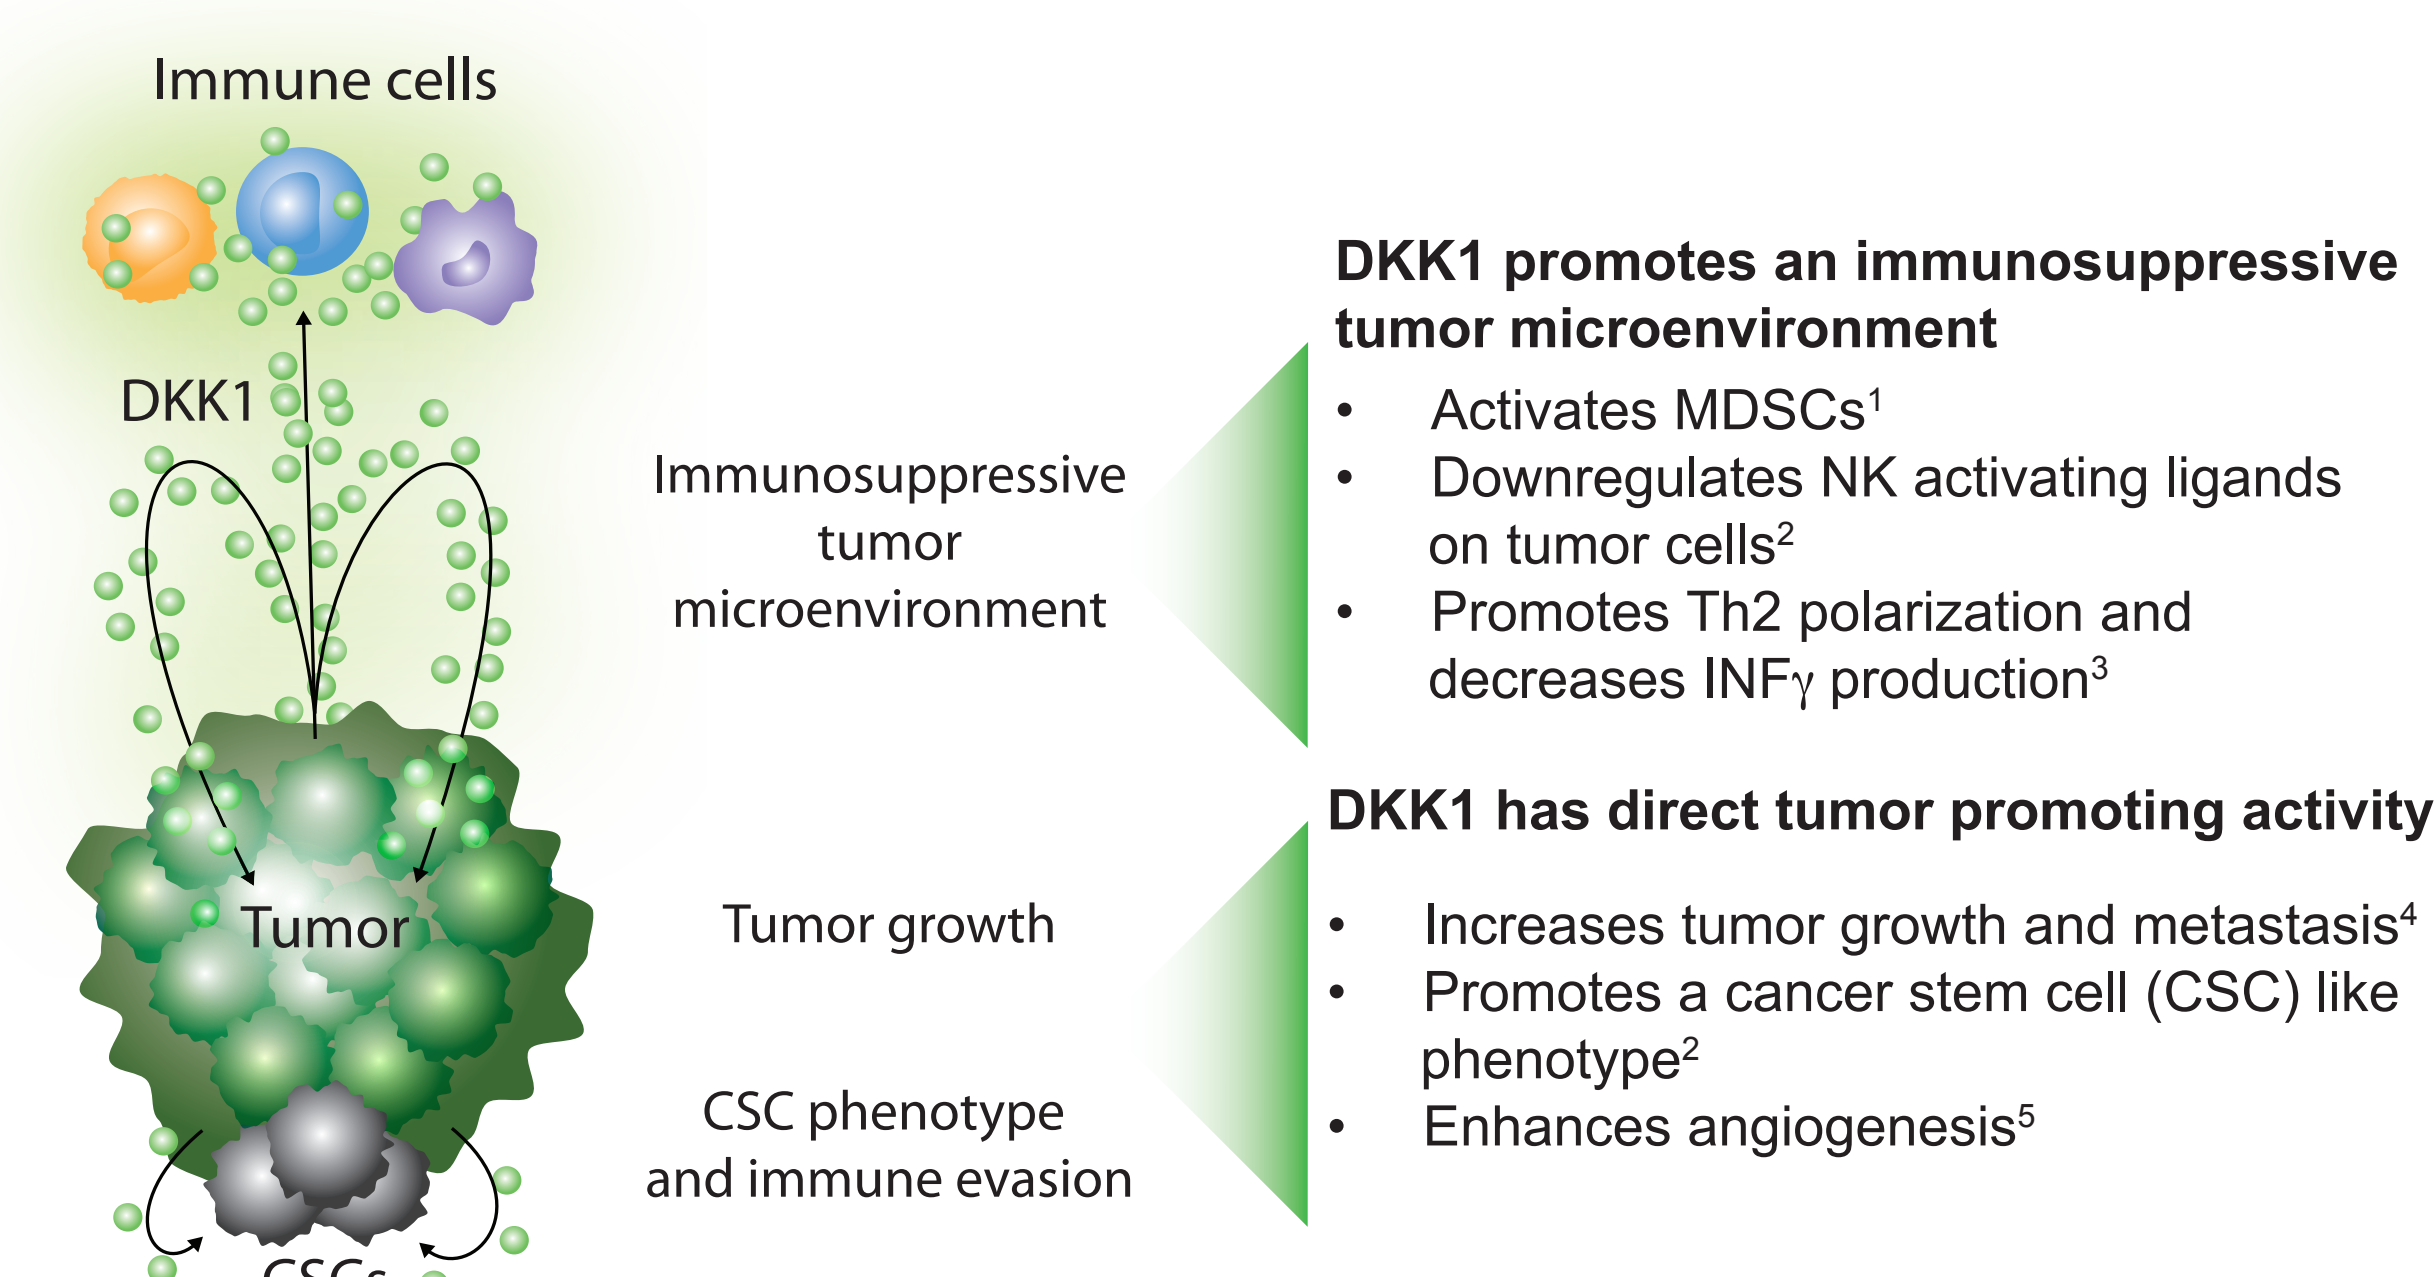 Immune cells
DKK1
Tumor
CSCs
Immunosuppressive
tumor
microenvironment
Tumor growth
CSC phenotype
and immune evasion
DKK1 promotes an immunosuppressive
tumor microenvironment
• Activates MDSCs¹
• Downregulates NK activating ligands
on tumor cells²
• Promotes Th2 polarization and
decreases INFγ production³
DKK1 has direct tumor promoting activity
• Increases tumor growth and metastasis⁴
• Promotes a cancer stem cell (CSC) like
phenotype²
• Enhances angiogenesis⁵